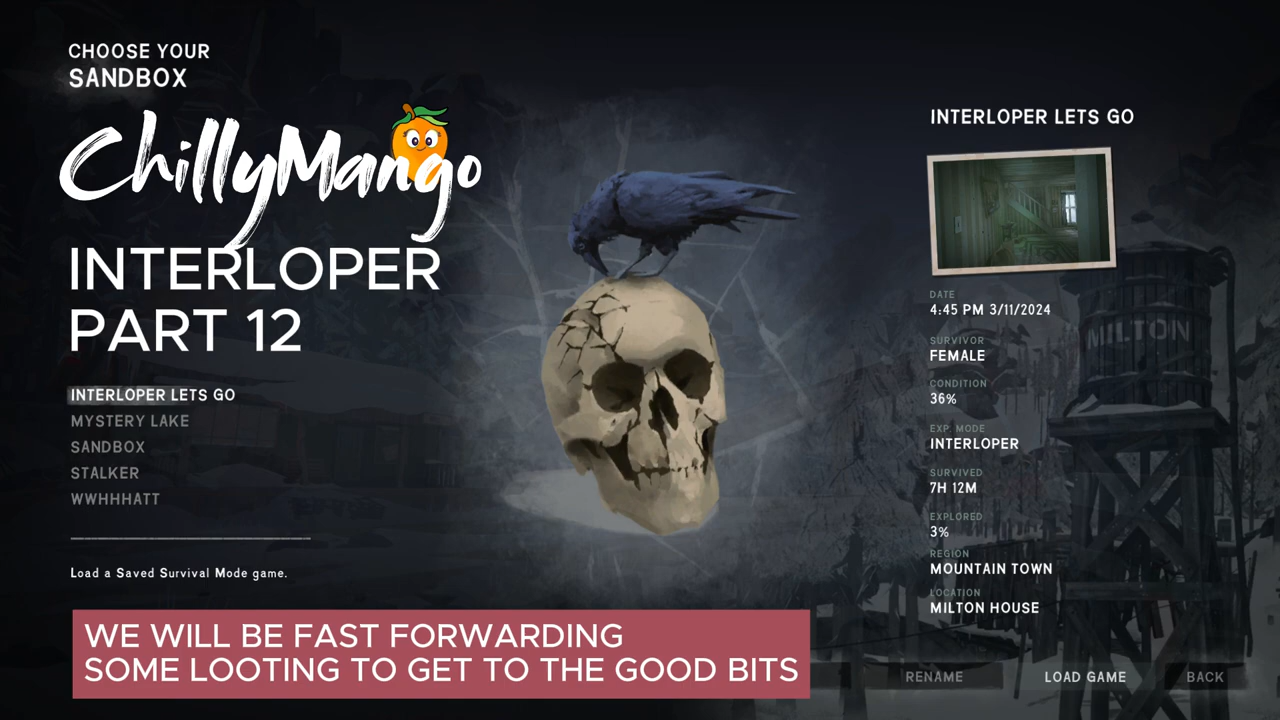 CHOOSE YOUR
SANDBOX
ChillyMango
INTERLOPER
PART 12
INTERLOPER LETS GO
MYSTERY LAKE
SANDBOX
STALKER
WWHHHATT
Load a Saved Survival Mode game.
WE WILL BE FAST FORWARDING
SOME LOOTING TO GET TO THE GOOD BITS
INTERLOPER LETS GO
DATE
4:45 PM 3/11/2024
SURVIVOR
FEMALE
CONDITION
36%
EXP. MODE
INTERLOPER
SURVIVED
7H 12M
EXPLORED
3%
REGION
MOUNTAIN TOWN
LOCATION
MILTON HOUSE
MILTON
RENAME
LOAD GAME
BACK